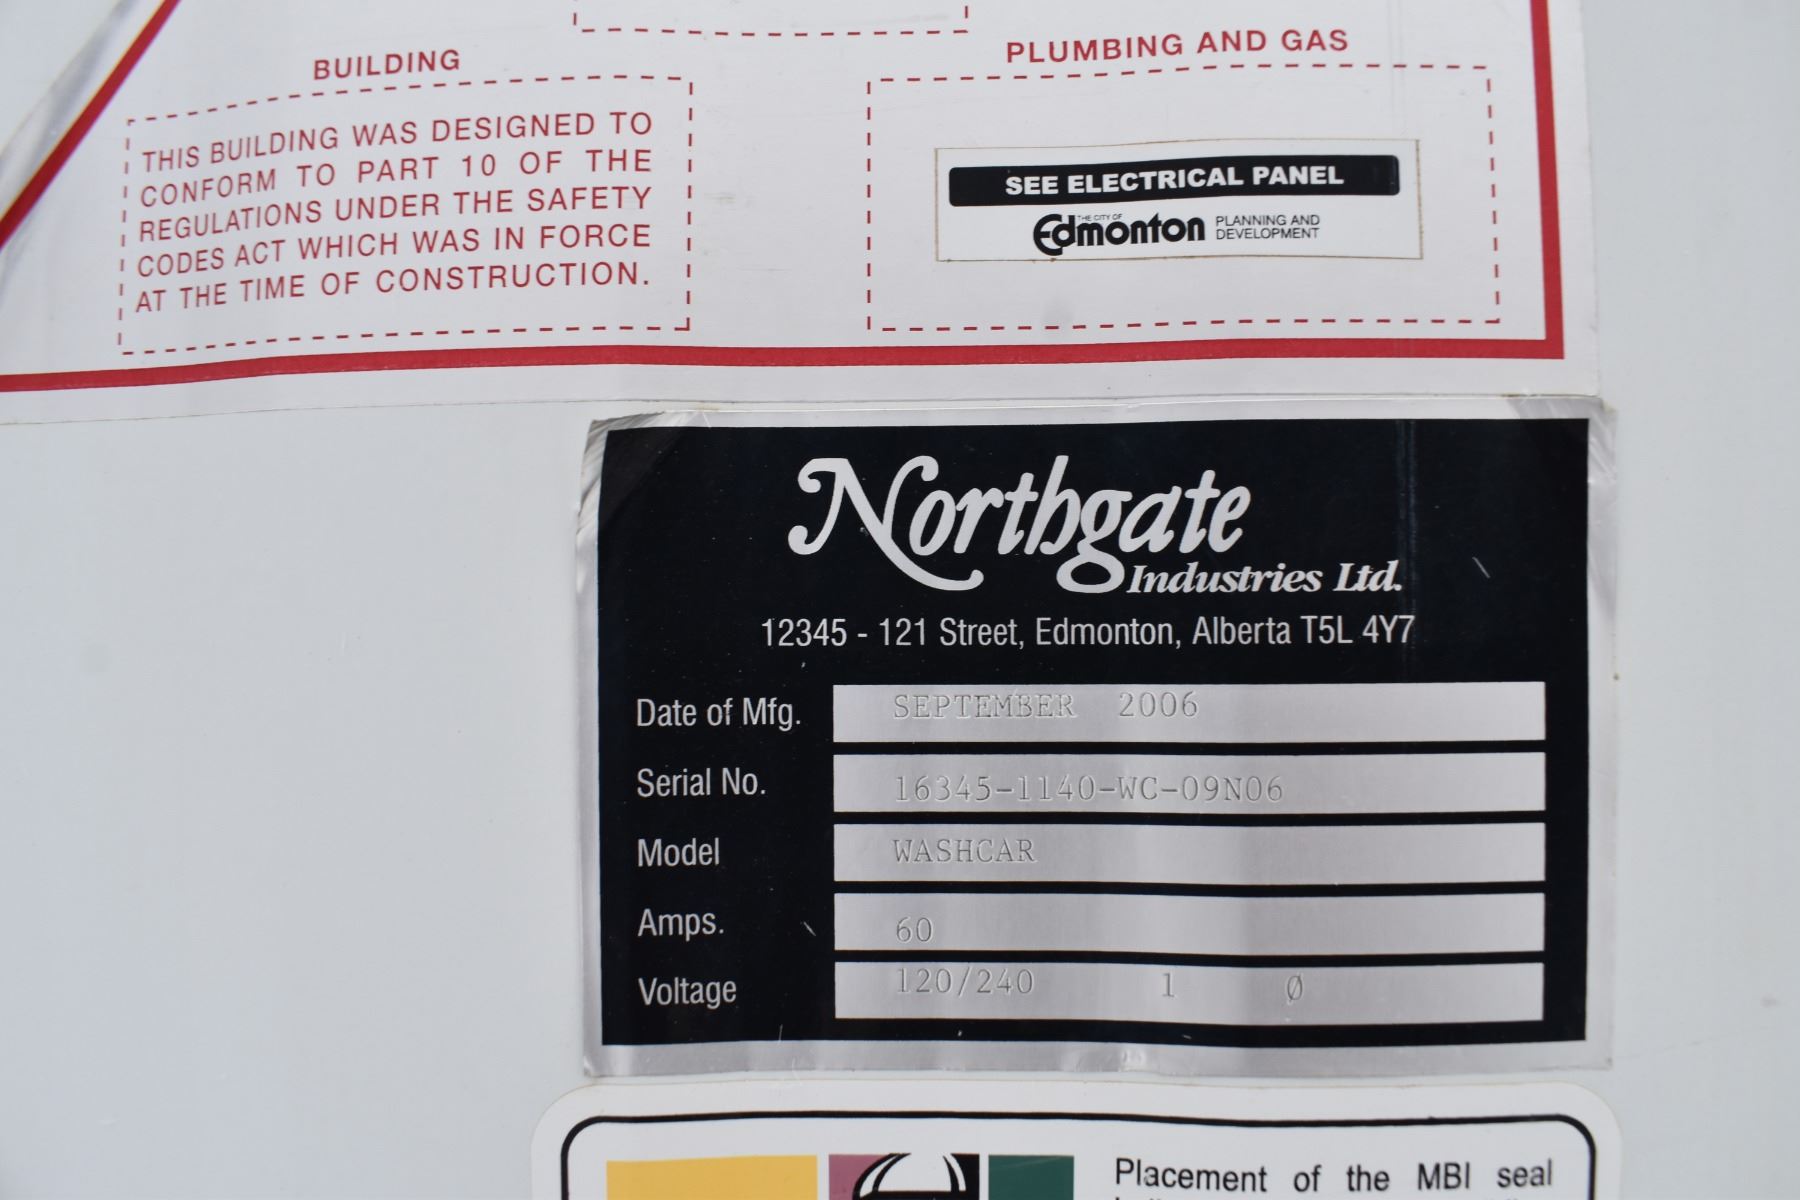 BUILDING
THIS BUILDING WAS DESIGNED TO
CONFORM TO PART 10 OF THE
REGULATIONS UNDER THE SAFETY
CODES ACT WHICH WAS IN FORCE
AT THE TIME OF CONSTRUCTION.
PLUMBING AND GAS
SEE ELECTRICAL PANEL
THE CITY OF
Edmonton
PLANNING AND
DEVELOPMENT
Northgate
Industries Ltd.
12345 - 121 Street, Edmonton, Alberta T5L 4Y7
Date of Mfg. SEPTEMBER 2006
Serial No. 16345-1140-WC-09N06
Model WASHCAR
Amps. 60
Voltage 120/240 1 Ø
Placement of the MBI seal